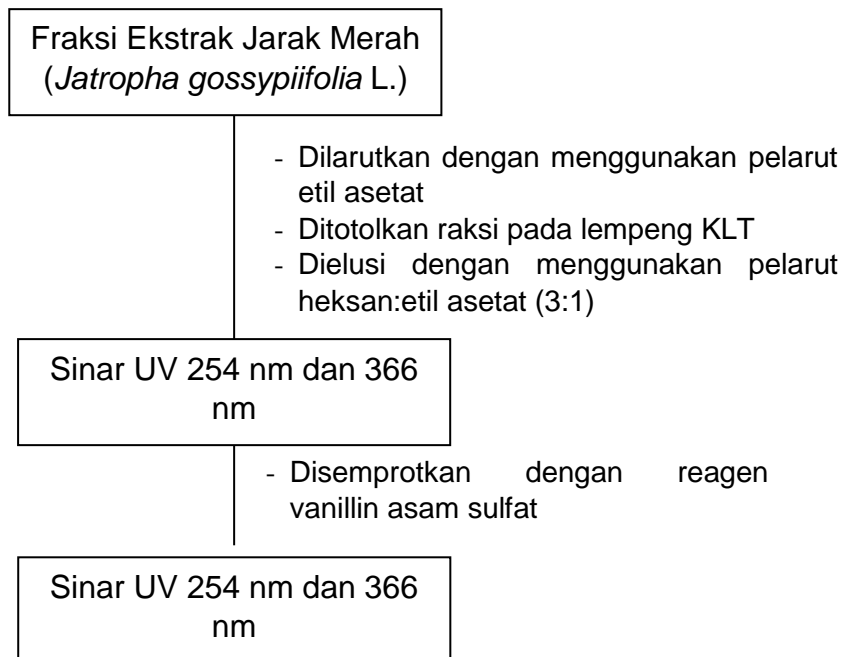 Fraksi Ekstrak Jarak Merah
(Jatropha gossypiifolia L.)
- Dilarutkan dengan menggunakan pelarut
etil asetat
- Ditotolkan raksi pada lempeng KLT
- Dielusi dengan menggunakan pelarut
heksan:etil asetat (3:1)
Sinar UV 254 nm dan 366
nm
- Disemprotkan dengan reagen
vanillin asam sulfat
Sinar UV 254 nm dan 366
nm